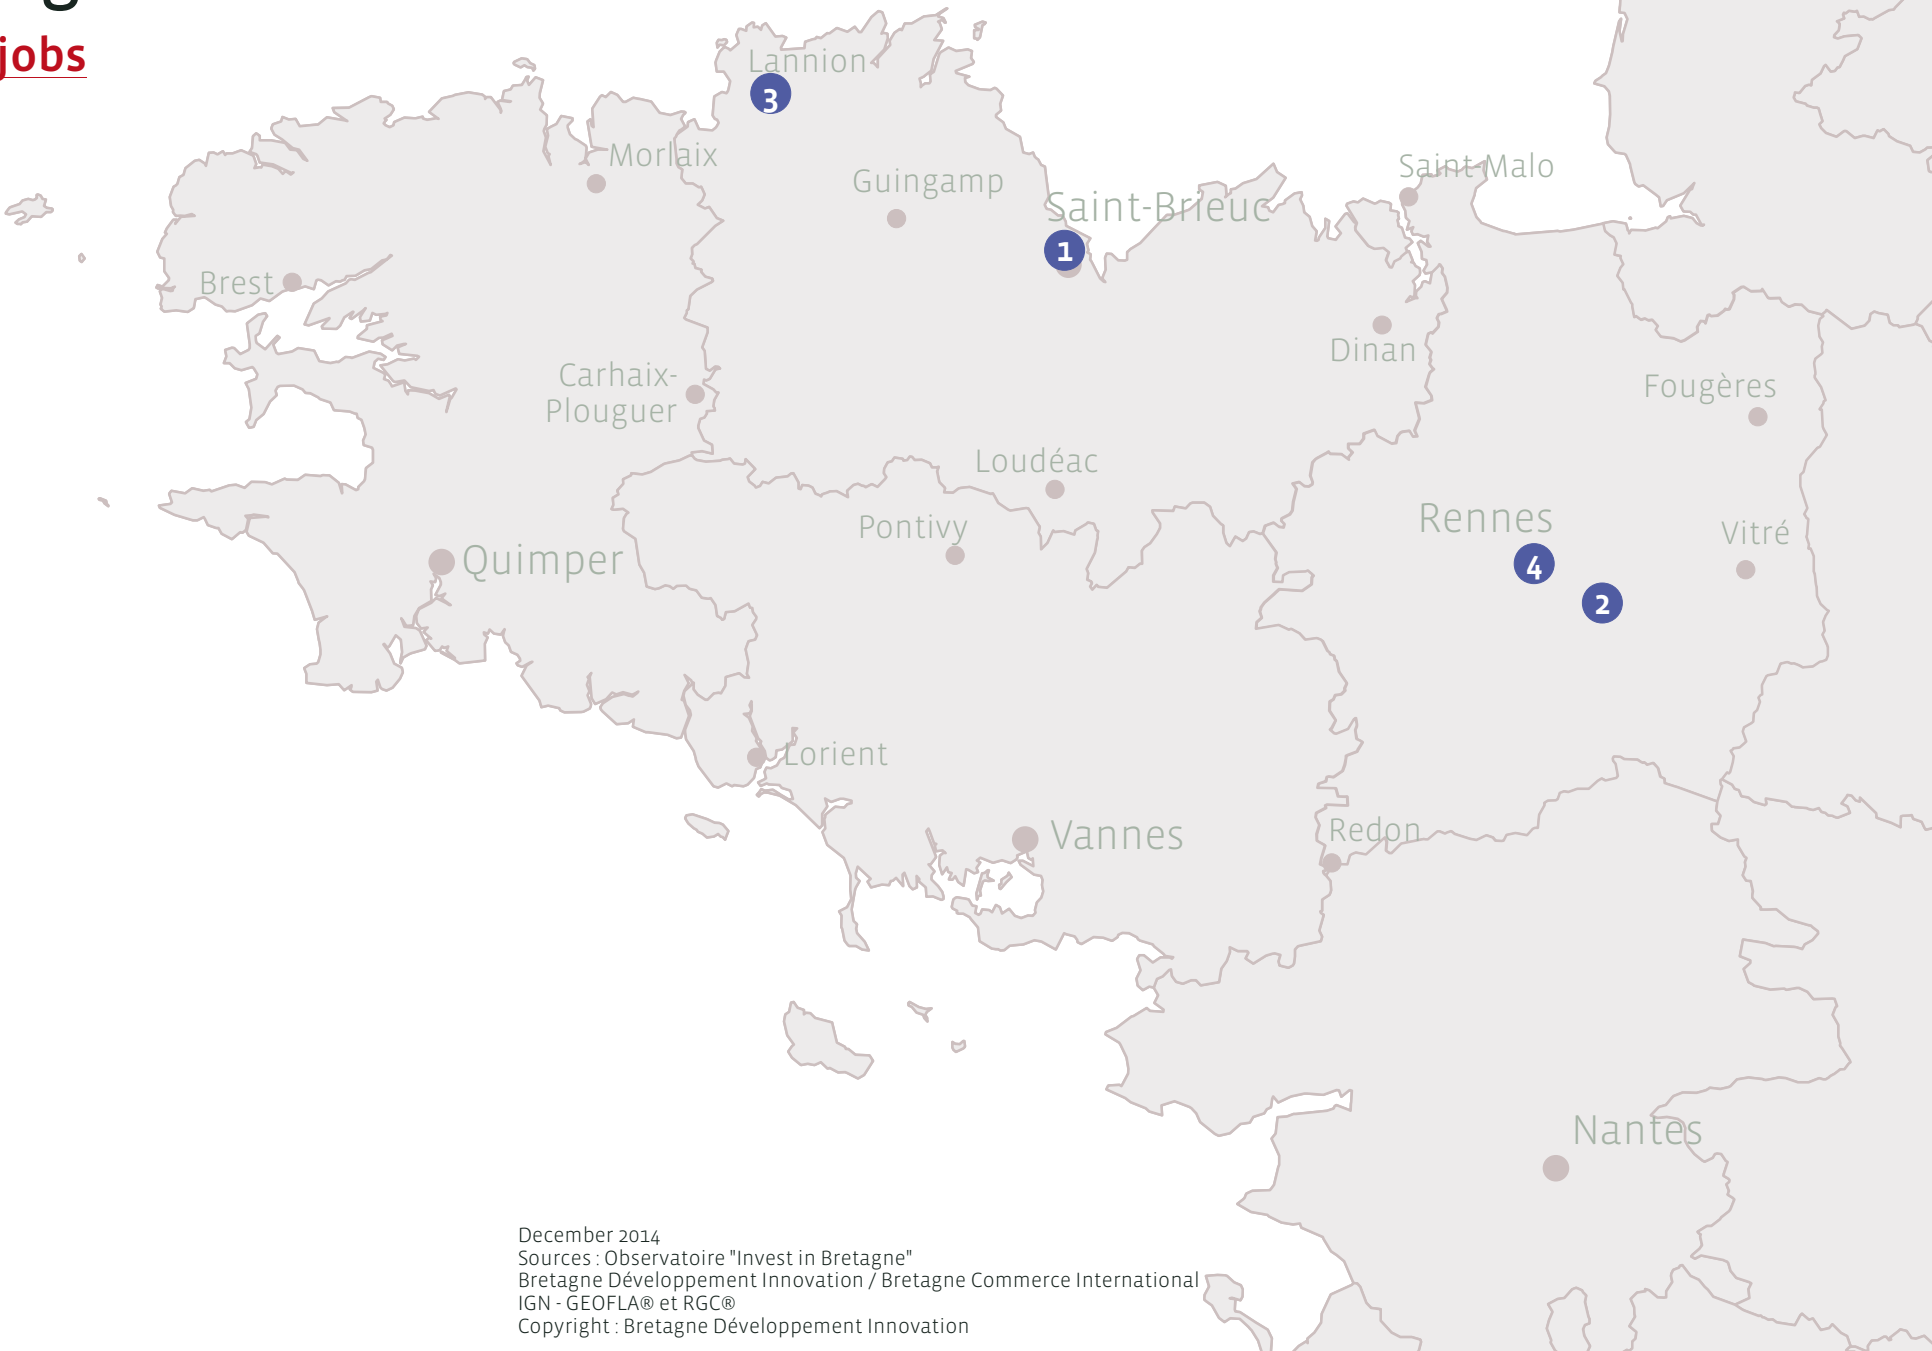 jobs
Lannion
3
Morlaix
Guingamp
Saint-Malo
Saint-Brieuc
1
Brest
Dinan
Carhaix-
Plouguer
Fougères
Loudéac
Pontivy
Rennes
Vitré
Quimper
4
2
Lorient
Vannes
Redon
Nantes
December 2014
Sources : Observatoire "Invest in Bretagne"
Bretagne Développement Innovation / Bretagne Commerce International
IGN - GEOFLA® et RGC®
Copyright : Bretagne Développement Innovation